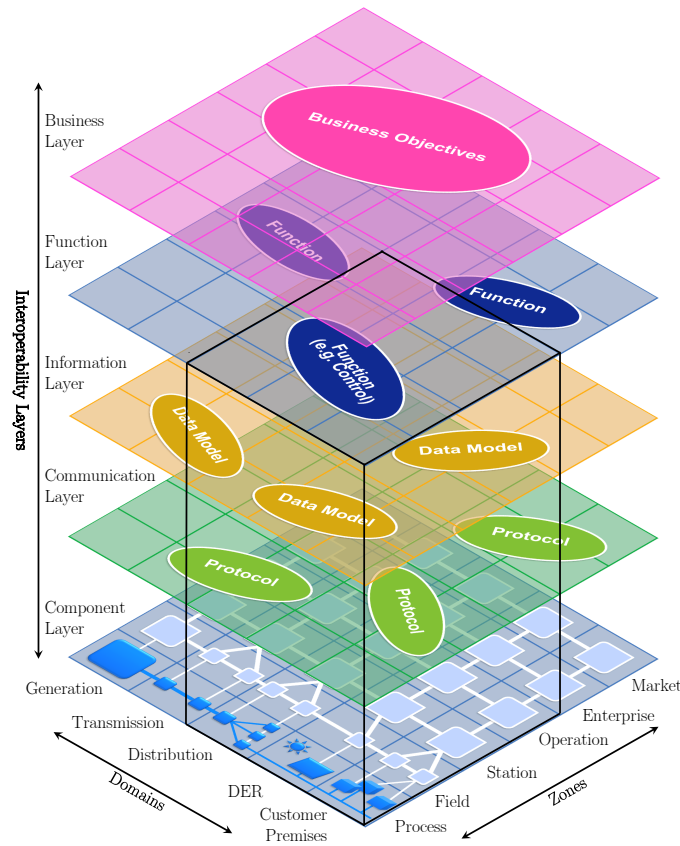 Business
Layer
Business Objectives
Function
Layer
Function
Function
Interoperability Layers
Information
Layer
Function
(e.g. Control)
Data Model
Data Model
Communication
Layer
Data Model
Protocol
Protocol
Protocol
Component
Layer
Generation
Transmission
Distribution
DER
Customer
Premises
Domains
Market
Enterprise
Operation
Station
Field
Process
Zones